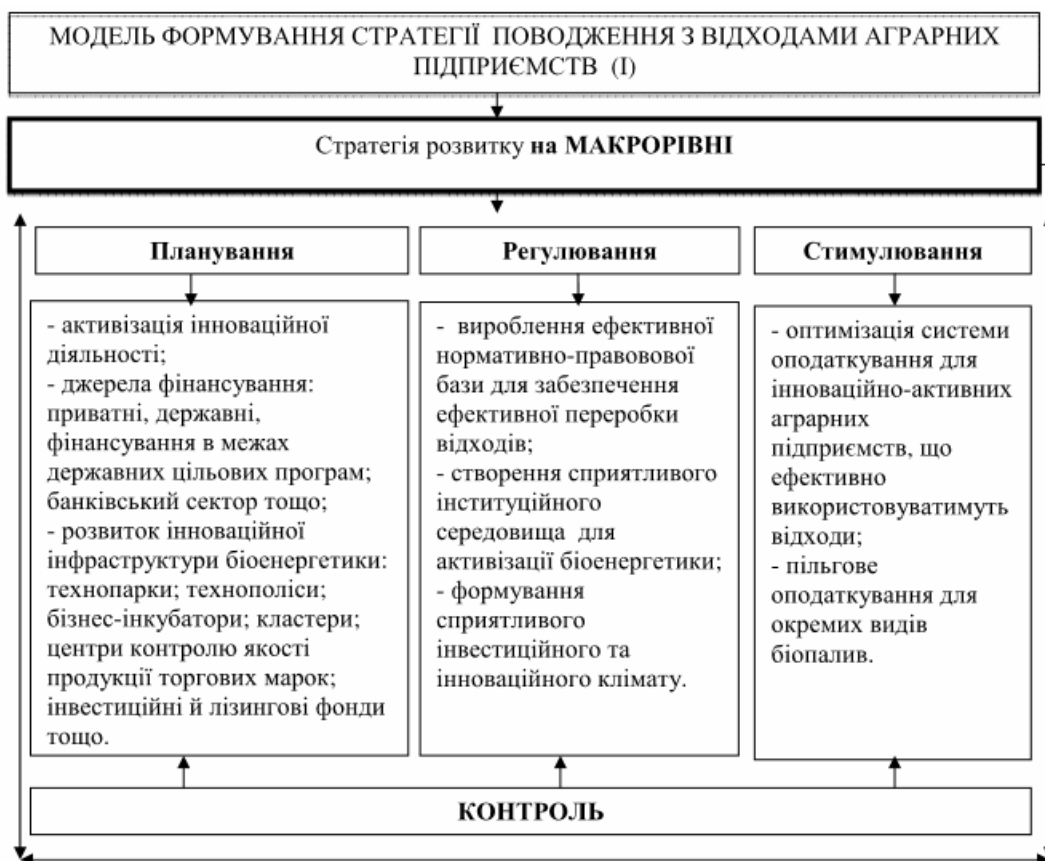 МОДЕЛЬ ФОРМУВАННЯ СТРАТЕГІЇ ПОВОДЖЕННЯ З ВІДХОДАМИ АГРАРНИХ
ПІДПРИЄМСТВ (І)
Стратегія розвитку на МАКРОРІВНІ
Планування
- активізація інноваційної
діяльності;
- джерела фінансування:
приватні, державні,
фінансування в межах
державних цільових програм;
банківський сектор тощо;
- розвиток інноваційної
інфраструктури біоенергетики:
технопарки; технополіси;
бізнес-інкубатори; кластери;
центри контролю якості
продукції торгових марок;
інвестиційні й лізингові фонди
тощо.
Регулювання
- вироблення ефективної
нормативно-правовової
бази для забезпечення
ефективної переробки
відходів;
- створення сприятливого
інституційного
середовища для
активізації біоенергетики;
- формування
сприятливого
інвестиційного та
інноваційного клімату.
Стимулювання
- оптимізація системи
оподаткування для
інноваційно-активних
аграрних
підприємств, що
ефективно
використовуватимуть
відходи;
- пільгове
оподаткування для
окремих видів
біопалив.
КОНТРОЛЬ